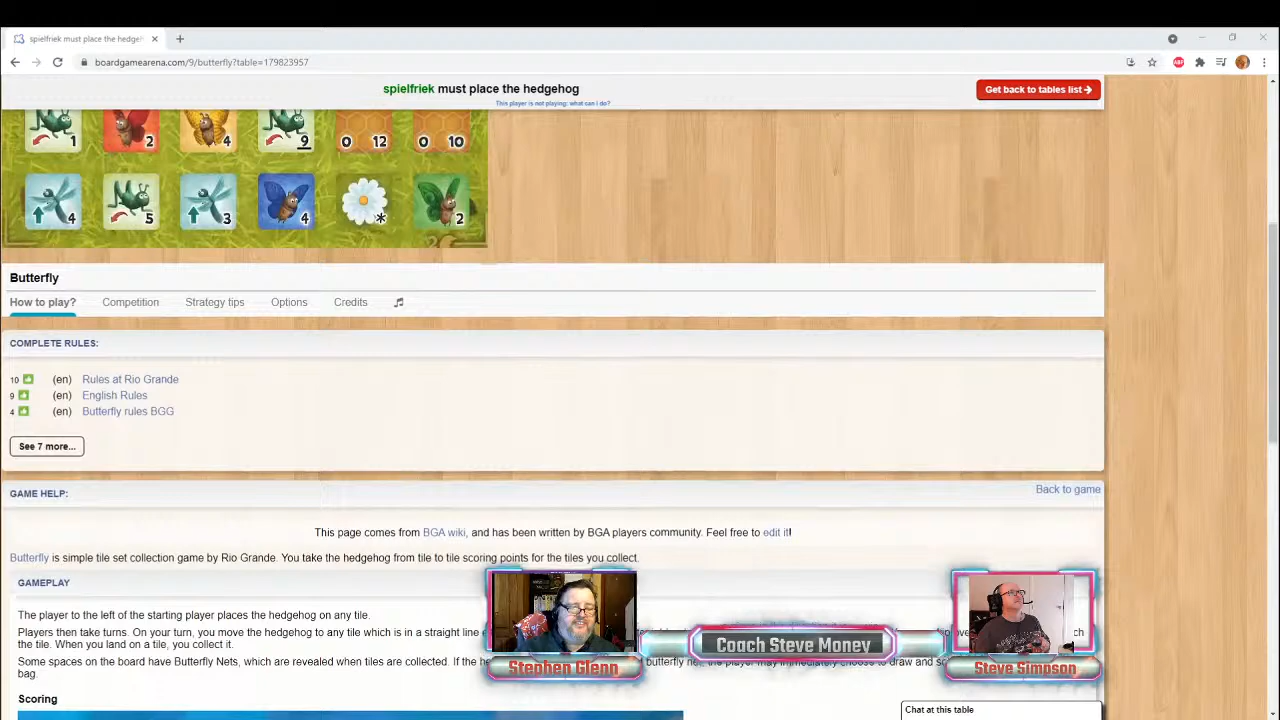 spielfriek must place the hedgeh
boardgamearena.com/9/butterfly?table=179823957
ABP
spielfriek must place the hedgehog
This player is not playing: what can I do?
Get back to tables list
1 2 4 9 0 12 0 10
4 5 3 4 * 2
Butterfly
How to play? Competition Strategy tips Options Credits
COMPLETE RULES:
10 (en) Rules at Rio Grande
9 (en) English Rules
4 (en) Butterfly rules BGG
See 7 more...
GAME HELP:
Back to game
This page comes from BGA wiki, and has been written by BGA players community. Feel free to edit it!
Butterfly is simple tile set collection game by Rio Grande. You take the hedgehog from tile to tile scoring points for the tiles you collect.
GAMEPLAY
The player to the left of the starting player places the hedgehog on any tile.
Players then take turns. On your turn, you move the hedgehog to any tile which is in a straight line
the tile. When you land on a tile, you collect it.
Some spaces on the board have Butterfly Nets, which are revealed when tiles are collected. If the butterfly net, the player may immediately choose to draw and
bag.
Scoring
Stephen Glenn
Coach Steve Money
Steve Simpson
Chat at this table